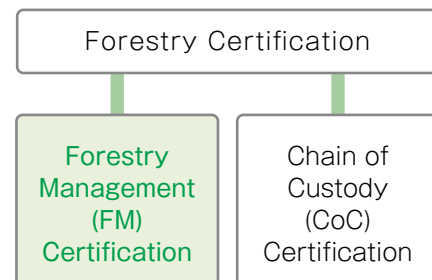 Forestry Certification
Forestry
Management
(FM)
Certification
Chain of
Custody
(CoC)
Certification